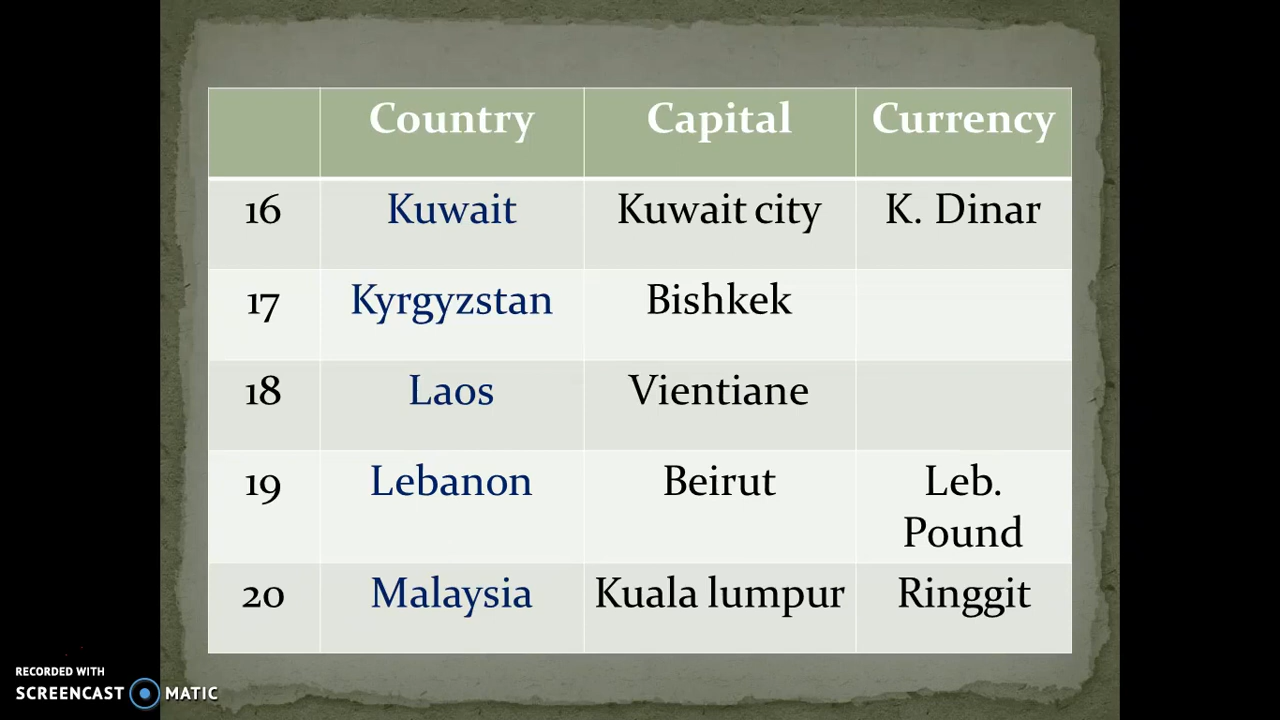 Country Capital Currency
16 Kuwait Kuwait city K. Dinar
17 Kyrgyzstan Bishkek
18 Laos Vientiane
19 Lebanon Beirut Leb.
Pound
20 Malaysia Kuala lumpur Ringgit
RECORDED WITH
SCREENCAST MATIC